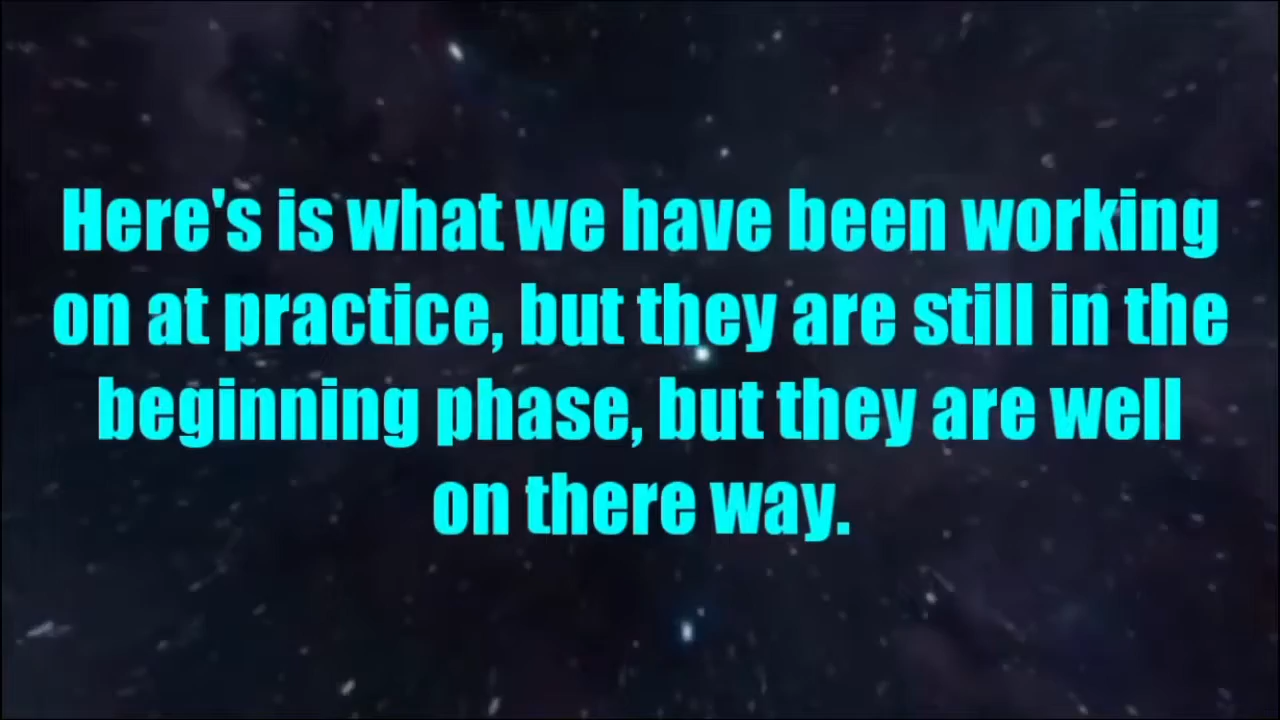 Here's is what we have been working
on at practice, but they are still in the
beginning phase, but they are well
on there way.